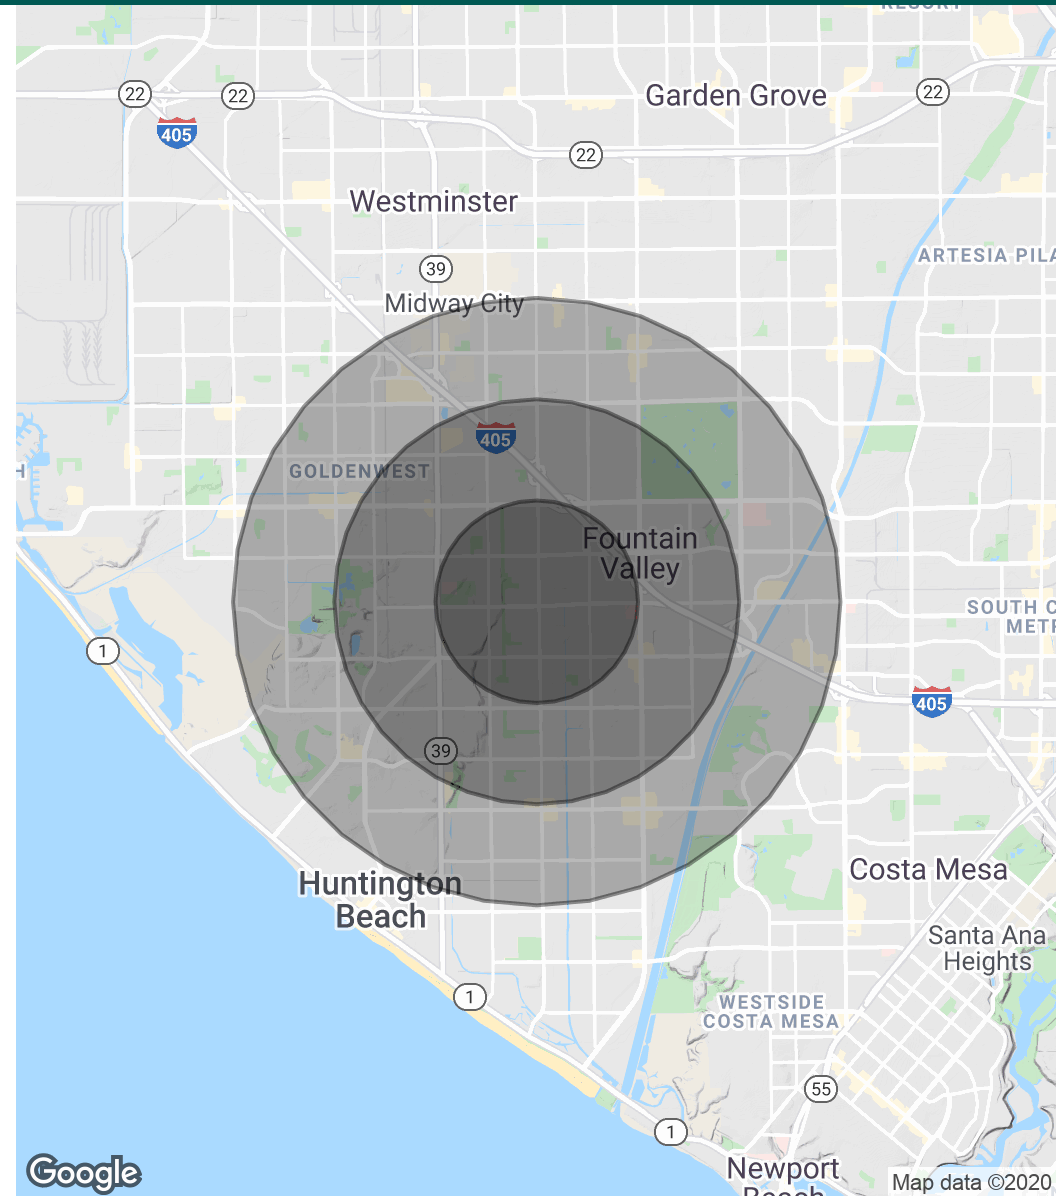 RESORT
22
22
Garden Grove
22
405
22
Westminster
ARTESIA PILA
39
Midway City
405
GOLDENWEST
H
Fountain
Valley
SOUTH C
METR
1
405
39
Costa Mesa
Huntington
Beach
Santa Ana
Heights
1
WESTSIDE
COSTA MESA
55
1
Newport
Beach
Google
Map data ©2020